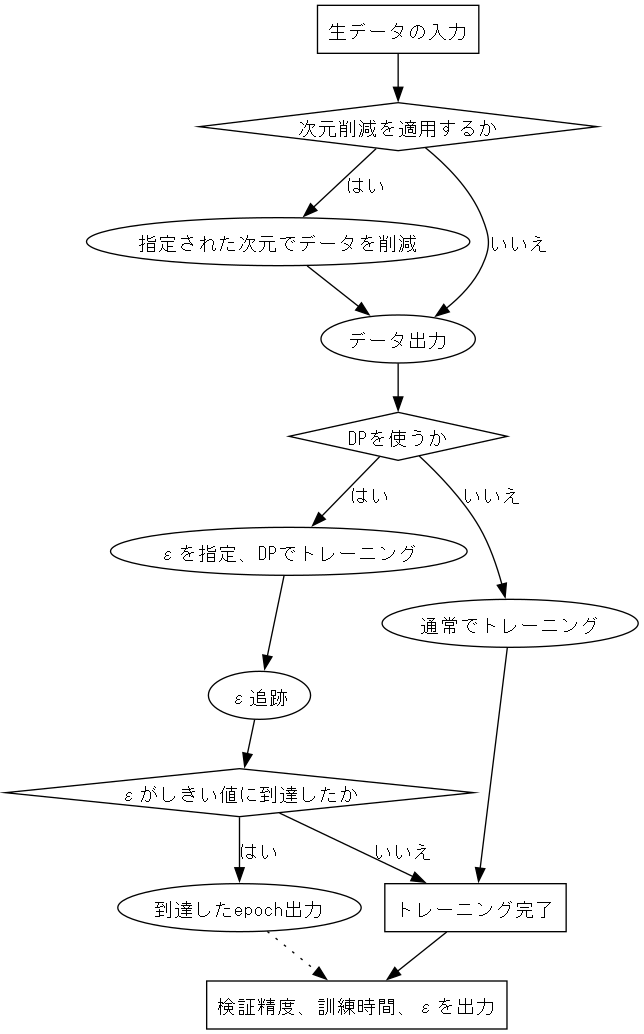 生データの入力
次元削減を適用するか
はい
指定された次元でデータを削減
いいえ
データ出力
DPを使うか
はい
いいえ
εを指定、DPでトレーニング
通常でトレーニング
ε追跡
εがしきい値に到達したか
はい
いいえ
到達したepoch出力
トレーニング完了
検証精度、訓練時間、εを出力